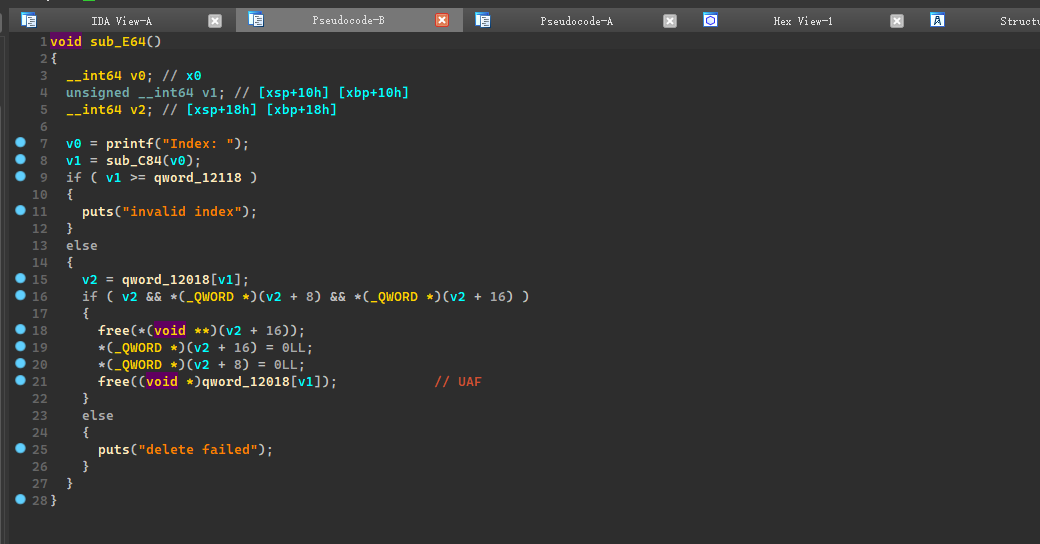 IDA View-A Pseudocode-B Pseudocode-A Hex View-1 A
1 void sub_E64()
2 {
3 __int64 v0; // x0
4 unsigned __int64 v1; // [xsp+10h] [xbp+10h]
5 __int64 v2; // [xsp+18h] [xbp+18h]
6
7 v0 = printf("Index: ");
8 v1 = sub_C84(v0);
9 if ( v1 >= qword_12118 )
10 {
11 puts("invalid index");
12 }
13 else
14 {
15 v2 = qword_12018[v1];
16 if ( v2 && *(_QWORD *)(v2 + 8) && *(_QWORD *)(v2 + 16) )
17 {
18 free(*(void **)(v2 + 16));
19 *(_QWORD *)(v2 + 16) = 0LL;
20 *(_QWORD *)(v2 + 8) = 0LL;
21 free((void *)qword_12018[v1]); // UAF
22 }
23 else
24 {
25 puts("delete failed");
26 }
27 }
28 }